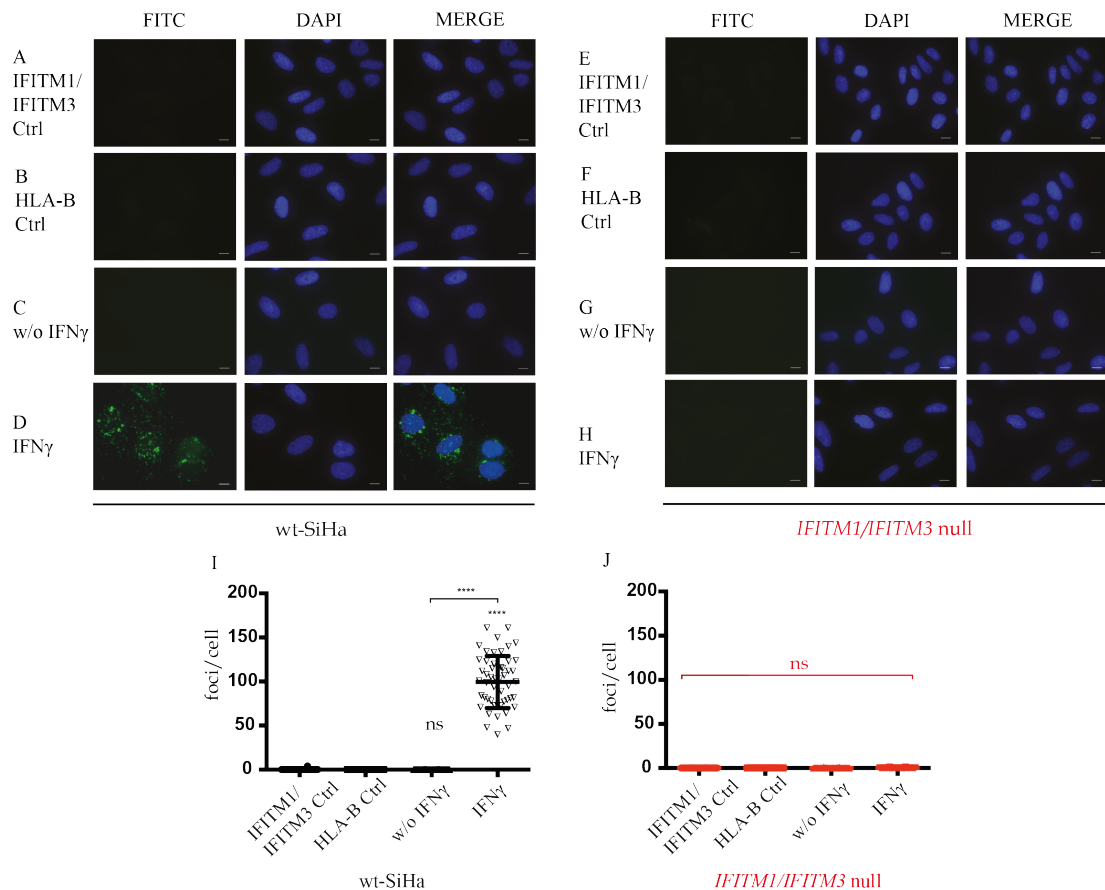 FITC DAPI MERGE
A
IFITM1/
IFITM3
Ctrl
B
HLA-B
Ctrl
C
w/o IFNγ
D
IFNγ
wt-SiHa
FITC DAPI MERGE
E
IFITM1/
IFITM3
Ctrl
F
HLA-B
Ctrl
G
w/o IFNγ
H
IFNγ
IFITM1/IFITM3 null
I
foci/cell
200
150
100
50
0
ns
****
****
IFITM1/
IFITM3 Ctrl
HLA-B Ctrl
w/o IFNγ
IFNγ
wt-SiHa
J
foci/cell
200
150
100
50
0
ns
IFITM1/
IFITM3 Ctrl
HLA-B Ctrl
w/o IFNγ
IFNγ
IFITM1/IFITM3 null